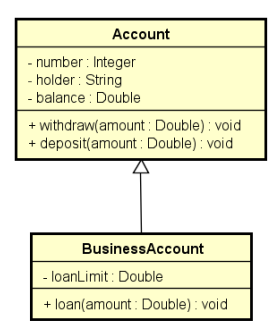 Account
- number : Integer
- holder : String
- balance : Double
+ withdraw(amount : Double) : void
+ deposit(amount : Double) : void
BusinessAccount
- loanLimit : Double
+ loan(amount : Double) : void